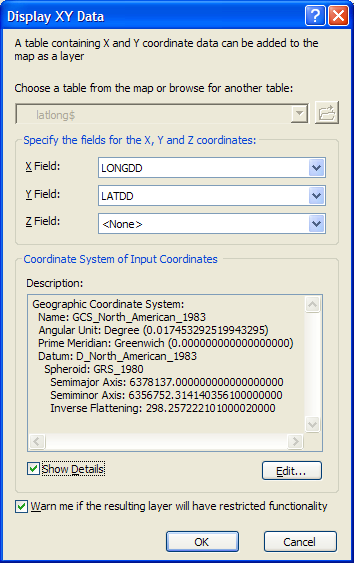 Display XY Data
A table containing X and Y coordinate data can be added to the
map as a layer
Choose a table from the map or browse for another table:
latlong$
Specify the fields for the X, Y and Z coordinates:
X Field: LONGDD
Y Field: LATDD
Z Field: <None>
Coordinate System of Input Coordinates
Description:
Geographic Coordinate System:
Name: GCS_North_American_1983
Angular Unit: Degree (0.017453292519943295)
Prime Meridian: Greenwich (0.000000000000000000)
Datum: D_North_American_1983
Spheroid: GRS_1980
Semimajor Axis: 6378137.000000000000000000
Semiminor Axis: 6356752.314140356100000000
Inverse Flattening: 298.257222101000020000
Show Details
Edit...
Warn me if the resulting layer will have restricted functionality
OK Cancel